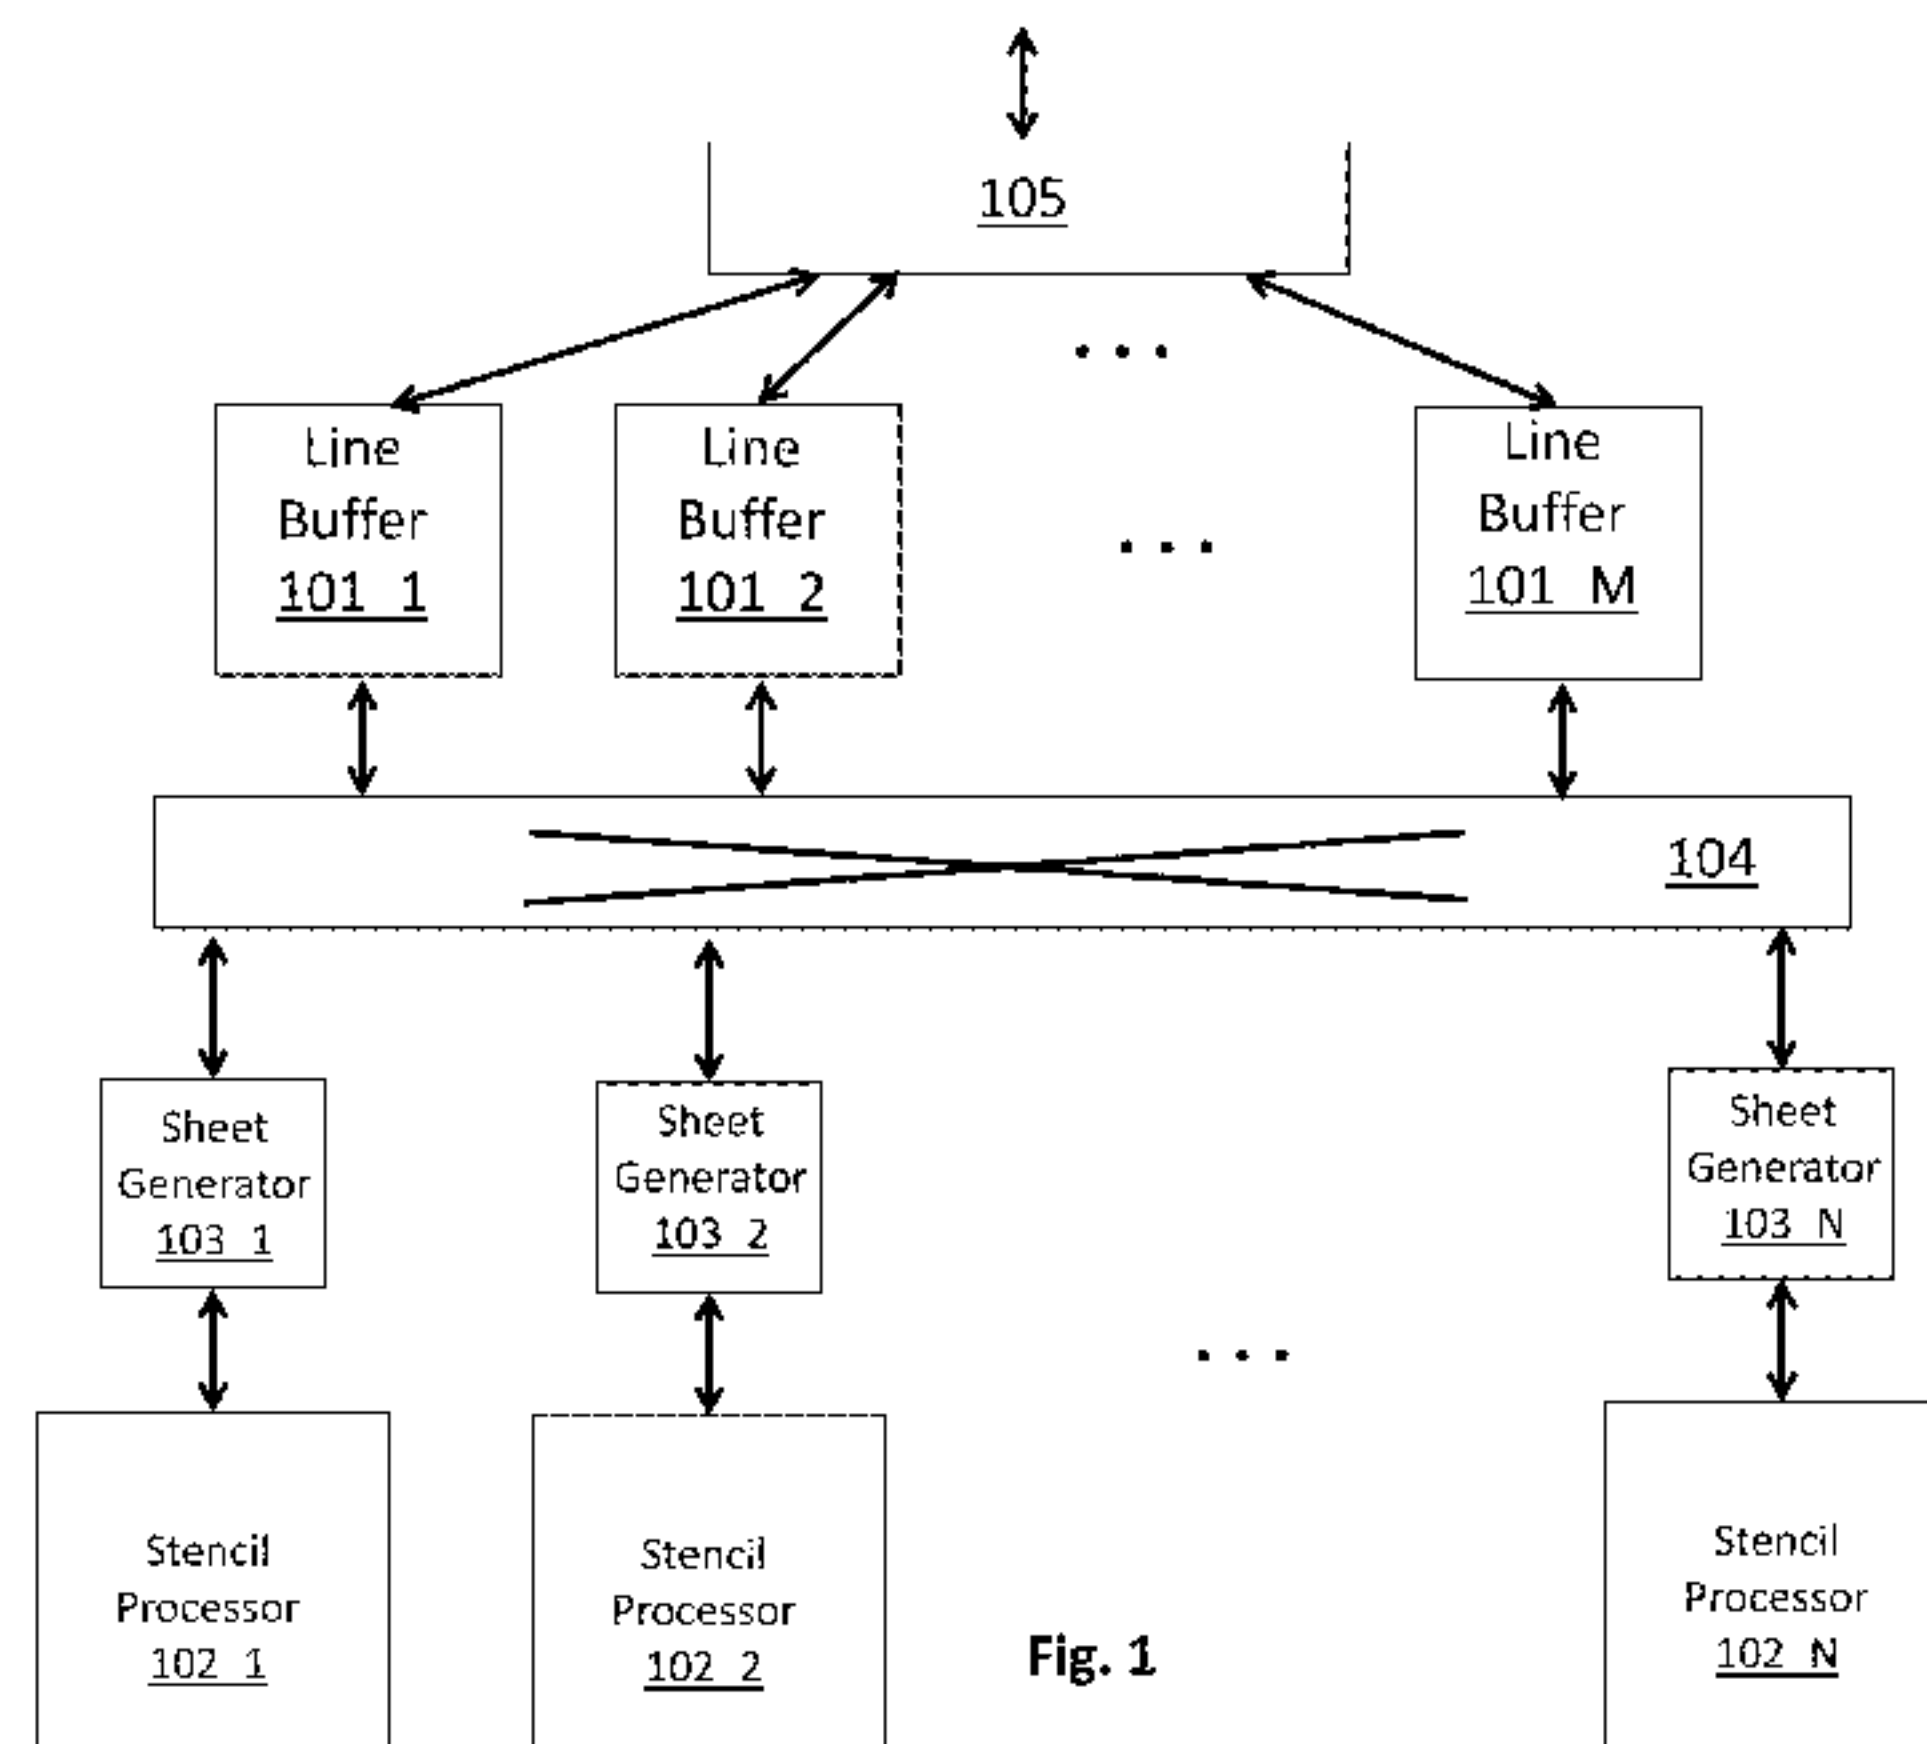 105
Line
Buffer
101_1
Line
Buffer
101_2
Line
Buffer
101_M
104
Sheet
Generator
103_1
Sheet
Generator
103_2
Sheet
Generator
103_N
Stencil
Processor
102_1
Stencil
Processor
102_2
Stencil
Processor
102_N
Fig. 1